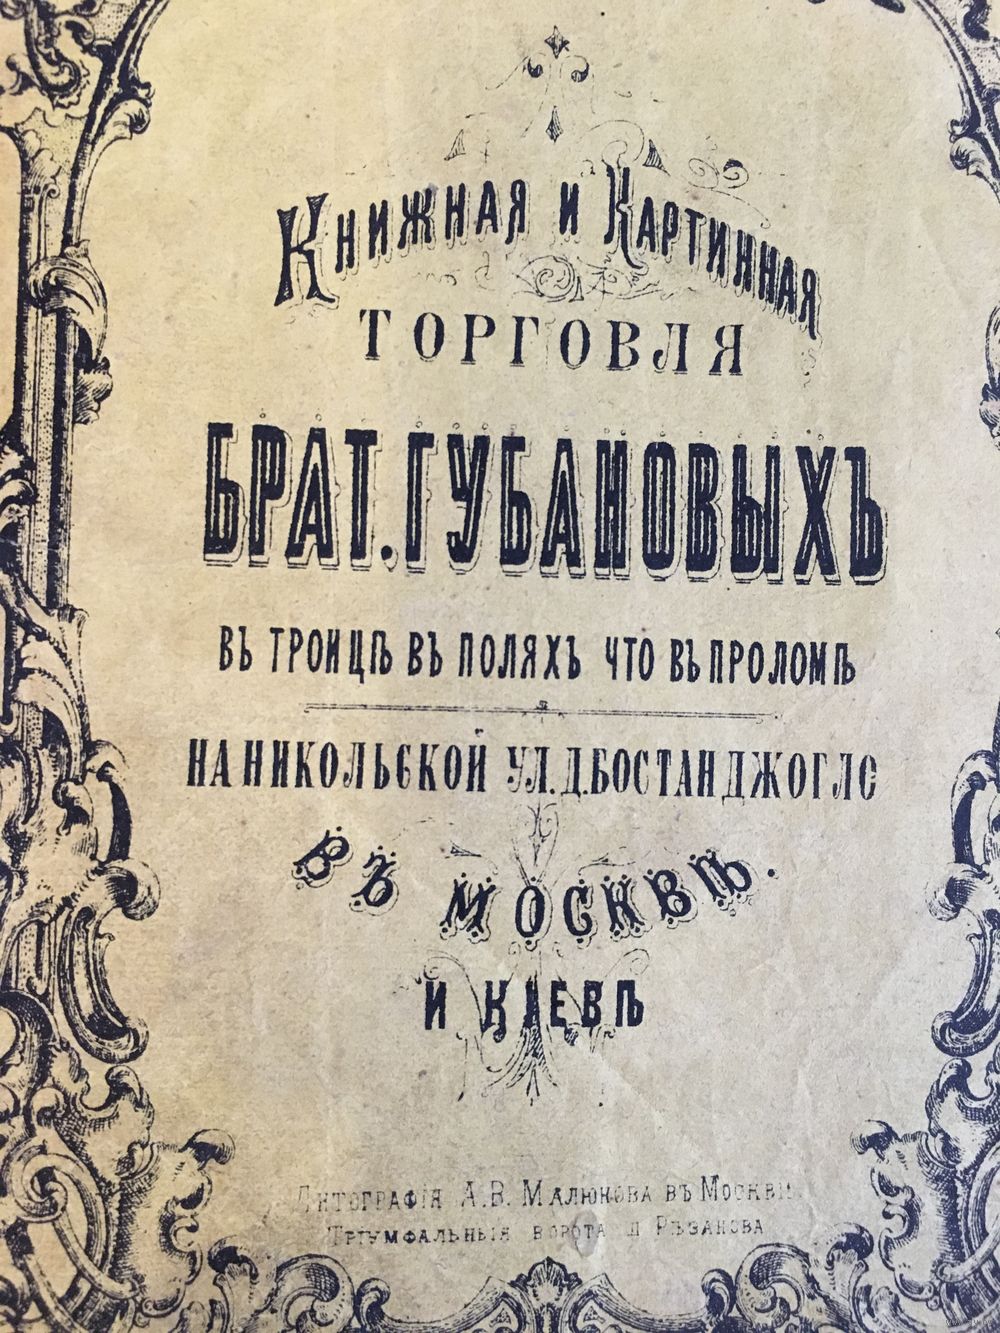 Книжная и Картинная
ТОРГОВЛЯ
БРАТ. ГУБАНОВЫХЪ
ВЪ ТРОИЦѢ ВЪ ПОЛЯХЪ ЧТО ВЪ ПРОЛОМѢ
НА НИКОЛЬСКОЙ УЛ. Д. БОСТАНДЖОГЛО
ВЪ МОСКВѢ.
И КІЕВѢ
Литографія А.В. Малюкова въ Москвѣ.
Тріумфальныя ворота д Рѣзанова